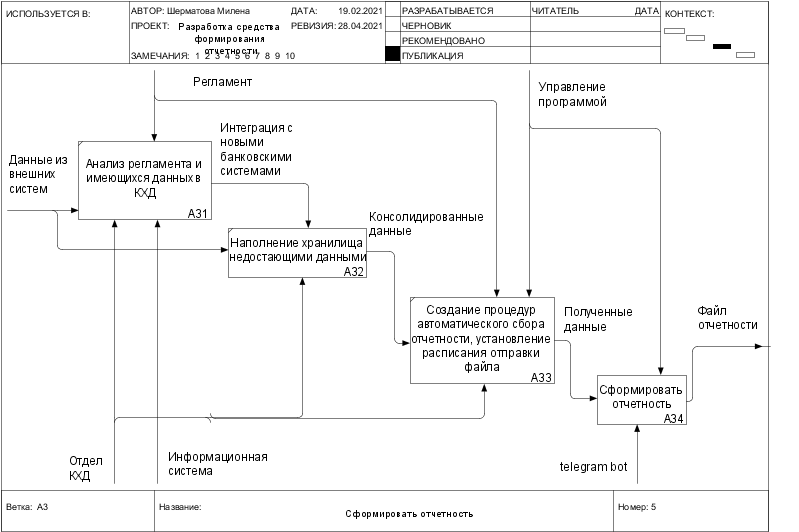 ИСПОЛЬЗУЕТСЯ В:
АВТОР: Шерматова Милена
ДАТА: 19.02.2021
ПРОЕКТ: Разработка средства
формирования
отчетности
РЕВИЗИЯ: 28.04.2021
ЗАМЕЧАНИЯ: 1 2 3 4 5 6 7 8 9 10
РАЗРАБАТЫВАЕТСЯ
ЧЕРНОВИК
РЕКОМЕНДОВАНО
ПУБЛИКАЦИЯ
ЧИТАТЕЛЬ
ДАТА
КОНТЕКСТ:
Регламент
Управление
программой
Данные из
внешних
систем
Анализ регламента и
имеющихся данных в
КХД
A31
Интеграция с
новыми
банковскими
системами
Наполнение хранилища
недостающими данными
A32
Консолидированные
данные
Создание процедур
автоматического сбора
отчетности, установление
расписания отправки
файла
A33
Полученные
данные
Сформировать
отчетность
A34
Файл
отчетности
Отдел
КХД
Информационная
система
telegram bot
Ветка: A3
Название:
Сформировать отчетность
Номер: 5